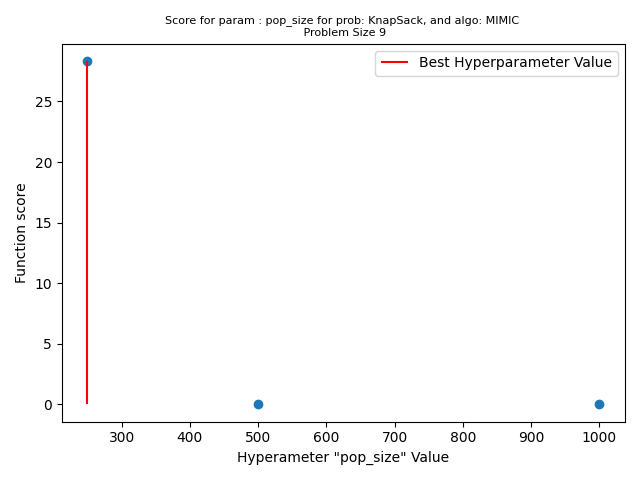 Score for param : pop_size for prob: KnapSack, and algo: MIMIC
Problem Size 9
Best Hyperparameter Value
Function score
25
20
15
10
5
0
300 400 500 600 700 800 900 1000
Hyperameter "pop_size" Value